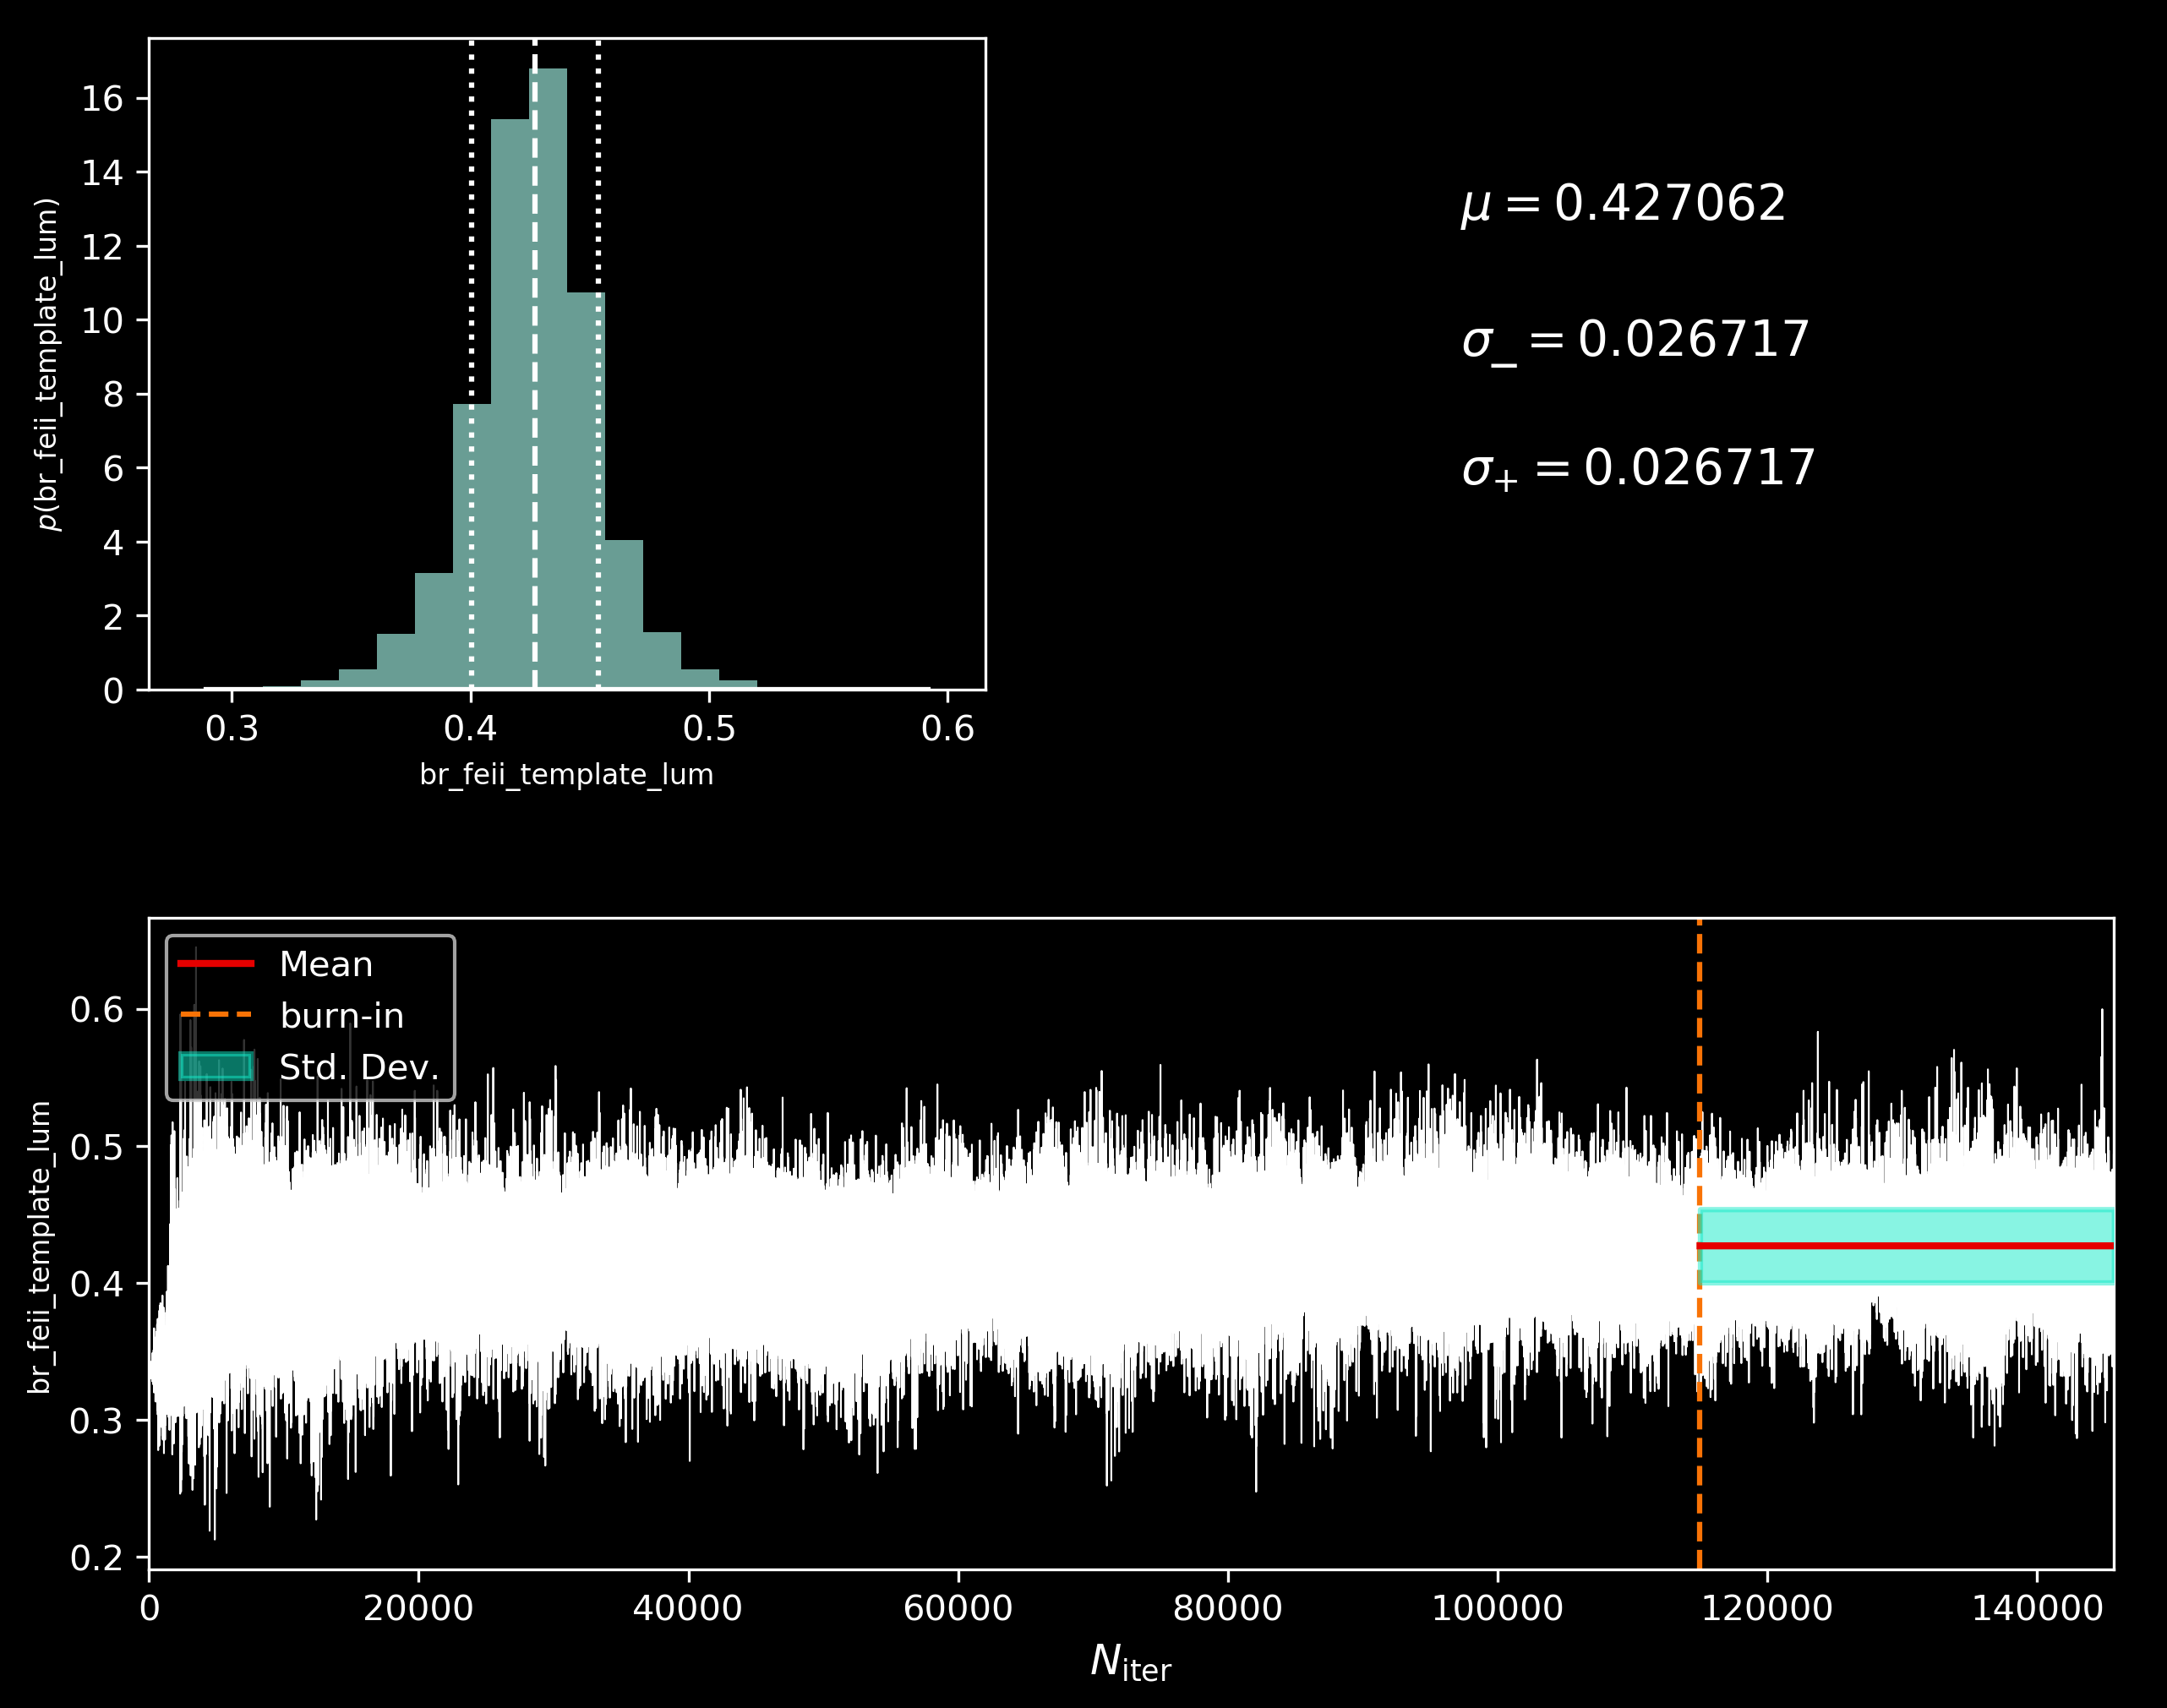 16
14
12
10
8
6
4
2
0
p(br_feii_template_lum)
0.3 0.4 0.5 0.6
br_feii_template_lum
μ = 0.427062
σ_ = 0.026717
σ+ = 0.026717
Mean
burn-in
Std. Dev.
0.6
0.5
0.4
0.3
0.2
br_feii_template_lum
0 20000 40000 60000 80000 100000 120000 140000
Niter